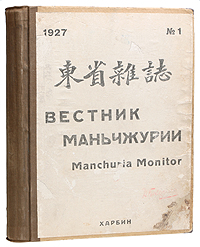 1927 № 1
東省雜誌
ВЕСТНИК
МАНЬЧЖУРИИ
Manchuria Monitor
ХАРБИН